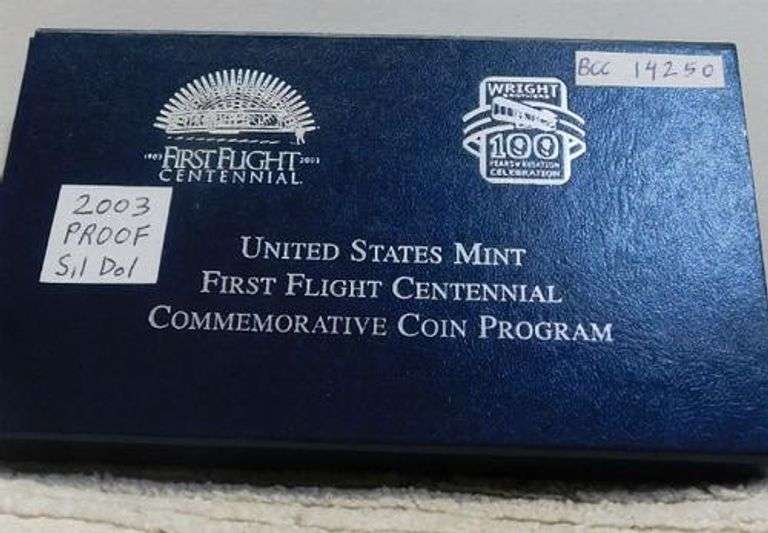 BCC 14250
1903 FIRST FLIGHT 2003
CENTENNIAL
WRIGHT
BROTHERS
100
YEARS OF AVIATION
CELEBRATION
2003
PROOF
Sil Dol
UNITED STATES MINT
FIRST FLIGHT CENTENNIAL
COMMEMORATIVE COIN PROGRAM